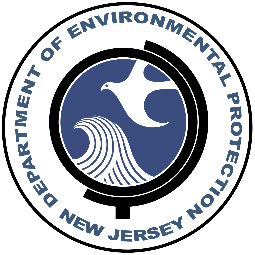 DEPARTMENT OF ENVIRONMENTAL PROTECTION
NEW JERSEY